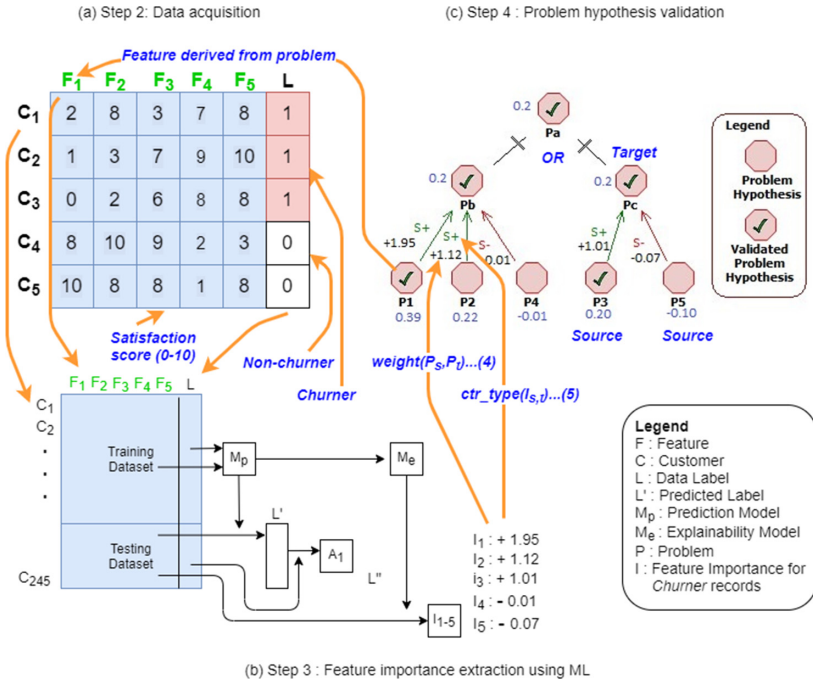 (a) Step 2: Data acquisition
(c) Step 4 : Problem hypothesis validation
Feature derived from problem
F1 F2 F3 F4 F5 L
C1 2 8 3 7 8 1
C2 1 3 7 9 10 1
C3 0 2 6 8 8 1
C4 8 10 9 2 3 0
C5 10 8 8 1 8 0
Satisfaction
score (0-10)
Non-churner
Churner
0.2
Pa
OR
Target
0.2
Pb
0.2
Pc
S+
S+
S-
S+
S-
+1.95
+1.12
-0.01
+1.01
-0.07
P1
P2
P4
P3
P5
0.39
0.22
-0.01
0.20
-0.10
Source
Source
weight(Ps,Pt)...(4)
ctr_type(Is,t)...(5)
Legend
Problem
Hypothesis
Validated
Problem
Hypothesis
F1 F2 F3 F4 F5 L
C1
C2
.
.
.
.
C245
Training
Dataset
Testing
Dataset
Mp
Me
L'
A1
L''
I1-5
I1 : + 1.95
I2 : + 1.12
I3 : + 1.01
I4 : - 0.01
I5 : - 0.07
Legend
F : Feature
C : Customer
L : Data Label
L' : Predicted Label
Mp : Prediction Model
Me : Explainability Model
P : Problem
I : Feature Importance for
Churner records
(b) Step 3 : Feature importance extraction using ML